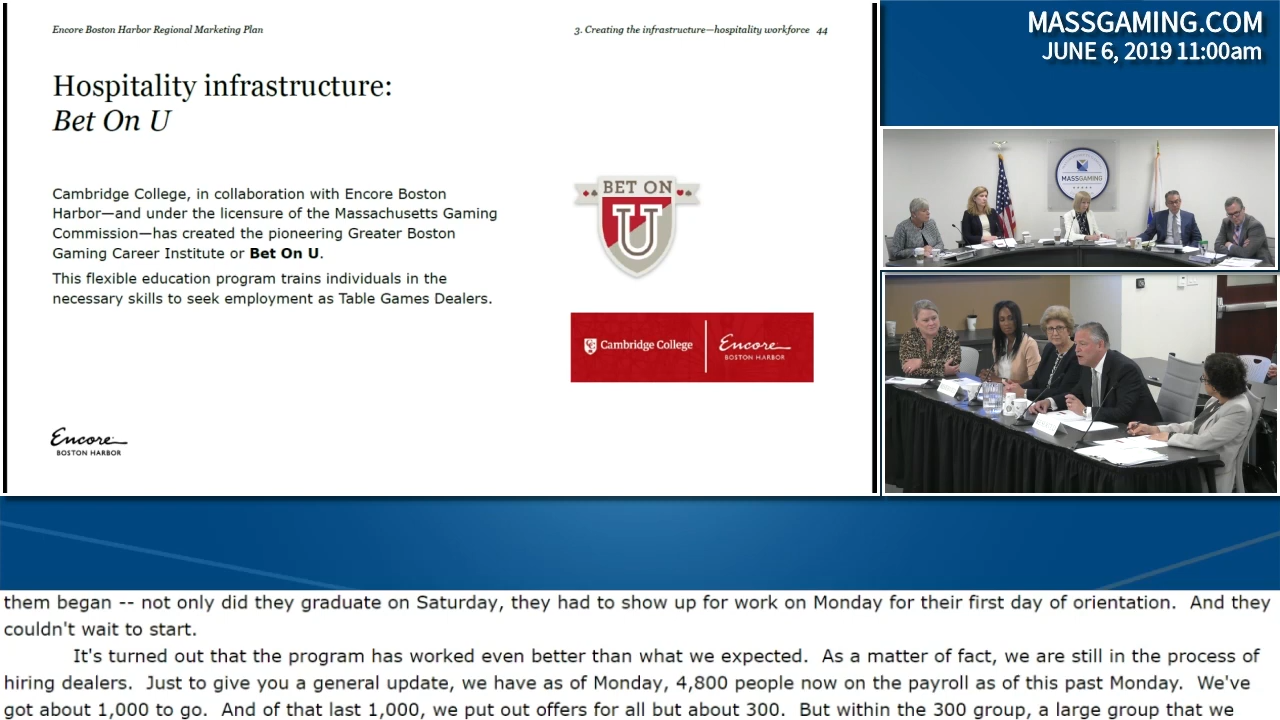 Encore Boston Harbor Regional Marketing Plan
3. Creating the infrastructure—hospitality workforce 44
Hospitality infrastructure:
Bet On U
Cambridge College, in collaboration with Encore Boston
Harbor—and under the licensure of the Massachusetts Gaming
Commission—has created the pioneering Greater Boston
Gaming Career Institute or Bet On U.
This flexible education program trains individuals in the
necessary skills to seek employment as Table Games Dealers.
BET ON
U
Cambridge College
Encore
BOSTON HARBOR
Encore
BOSTON HARBOR
MASSGAMING.COM
JUNE 6, 2019 11:00am
MASSGAMING
them began -- not only did they graduate on Saturday, they had to show up for work on Monday for their first day of orientation. And they
couldn't wait to start.
It's turned out that the program has worked even better than what we expected. As a matter of fact, we are still in the process of
hiring dealers. Just to give you a general update, we have as of Monday, 4,800 people now on the payroll as of this past Monday. We've
got about 1,000 to go. And of that last 1,000, we put out offers for all but about 300. But within the 300 group, a large group that we